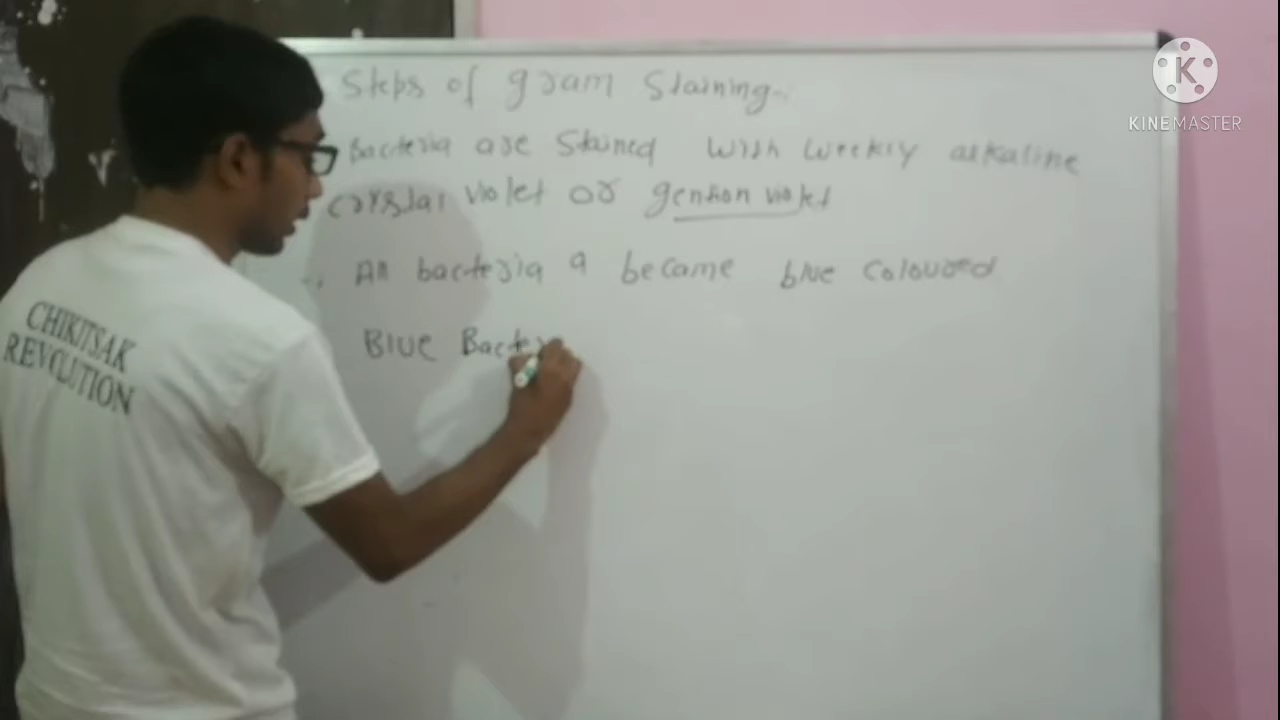 Steps of gram Staining
Bacteria are stained with weekly alkaline
crystal violet or gention violet
All bacteria a became blue coloured
Blue Bacter
CHIKITSAK
REVOLUTION
K
KINEMASTER